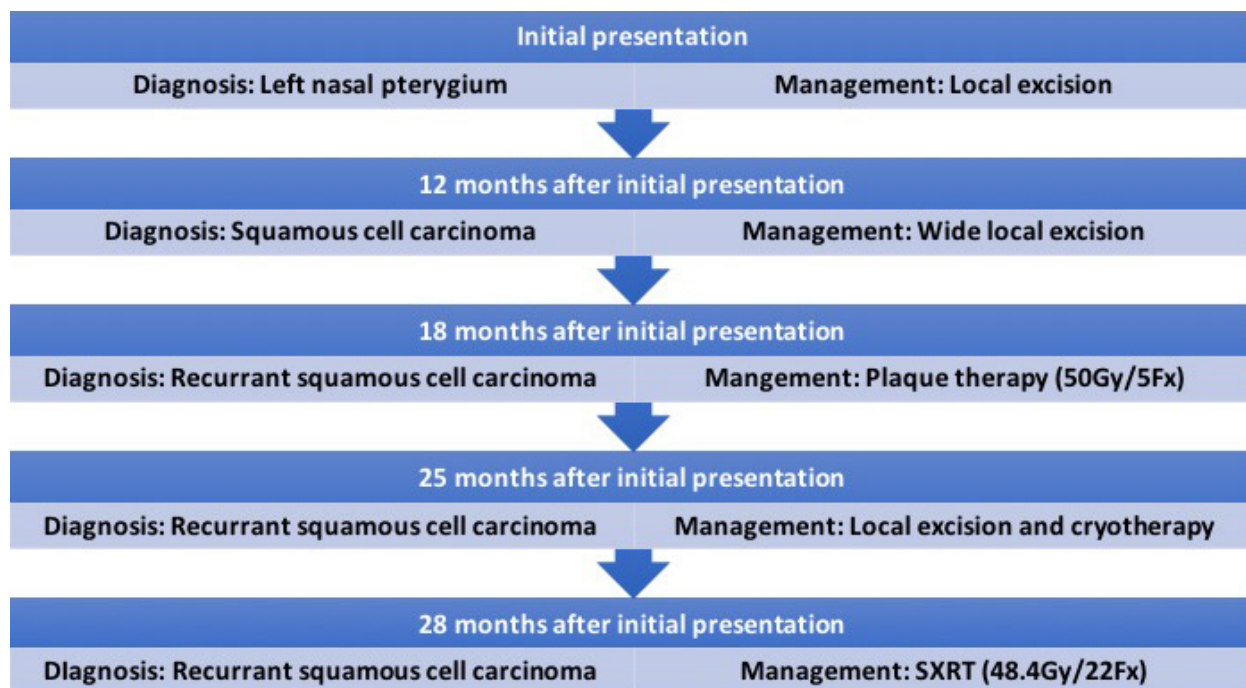 Initial presentation
Diagnosis: Left nasal pterygium Management: Local excision
12 months after initial presentation
Diagnosis: Squamous cell carcinoma Management: Wide local excision
18 months after initial presentation
Diagnosis: Recurrant squamous cell carcinoma Mangement: Plaque therapy (50Gy/5Fx)
25 months after initial presentation
Diagnosis: Recurrant squamous cell carcinoma Management: Local excision and cryotherapy
28 months after initial presentation
DIagnosis: Recurrant squamous cell carcinoma Management: SXRT (48.4Gy/22Fx)